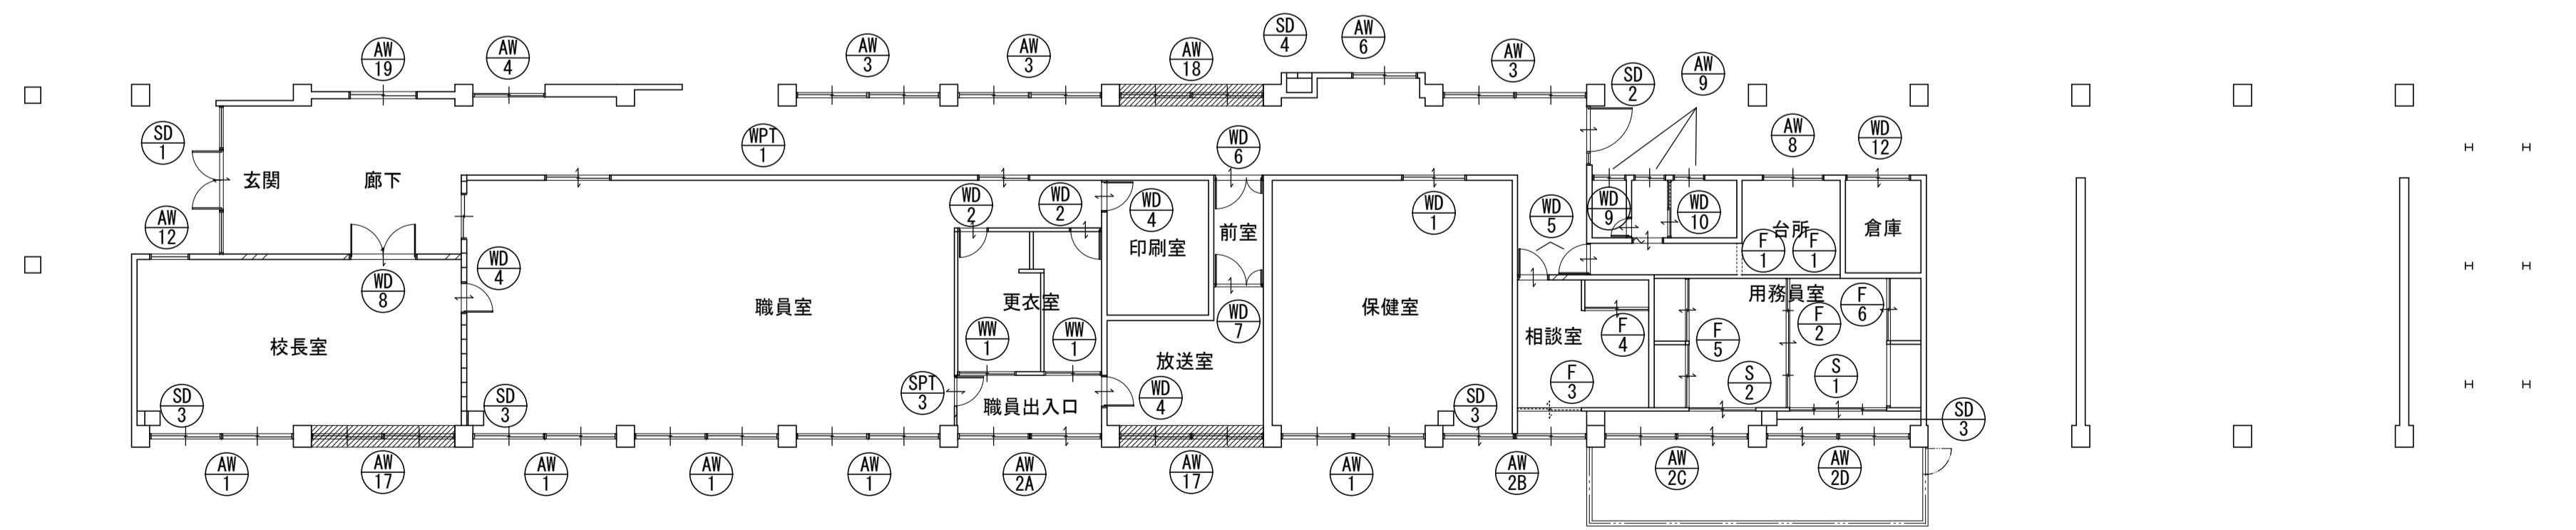 AW 19
AW 4
AW 3
AW 3
AW 18
SD 4
AW 6
AW 3
SD 2
AW 9
SD 1
WPT 1
WD 6
AW 8
WD 12
玄関
廊下
AW 12
WD 2
WD 2
WD 4
前室
WD 1
WD 5
WD 9
WD 10
台所
倉庫
印刷室
F 1
F 1
WD 8
WD 4
職員室
更衣室
WD 7
保健室
用務員室
F 6
校長室
WW 1
WW 1
放送室
相談室
F 4
F 5
F 2
SD 3
SD 3
SPT 3
職員出入口
WD 4
SD 3
F 3
S 2
S 1
SD 3
AW 1
AW 17
AW 1
AW 1
AW 1
AW 2A
AW 17
AW 1
AW 2B
AW 2C
AW 2D